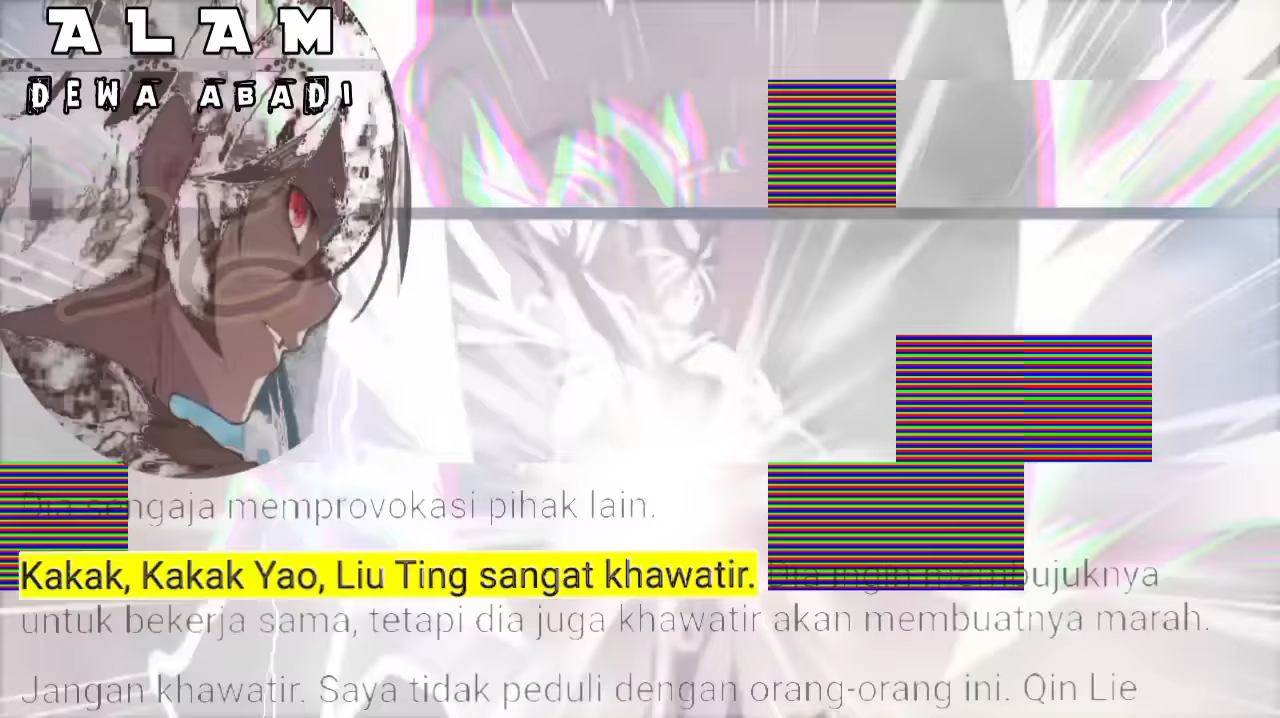 ALAM
DEWA ABADI
Dia sengaja memprovokasi pihak lain.
Kakak, Kakak Yao, Liu Ting sangat khawatir. Dia ingin membujuknya
untuk bekerja sama, tetapi dia juga khawatir akan membuatnya marah.
Jangan khawatir. Saya tidak peduli dengan orang-orang ini. Qin Lie